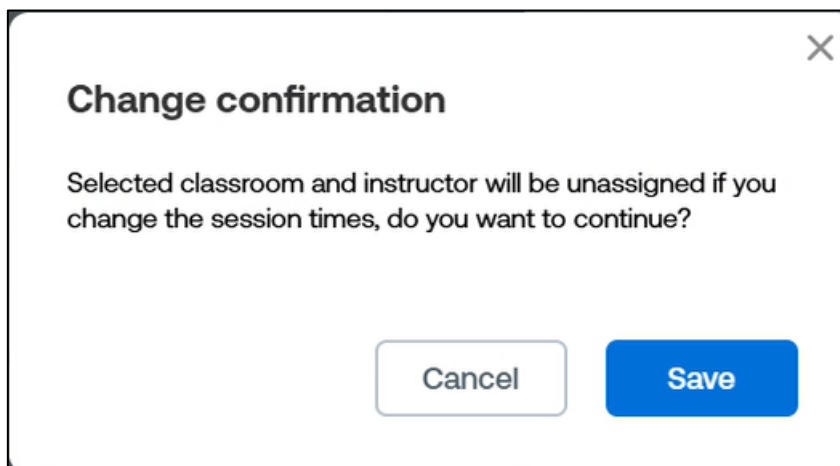 Change confirmation
Selected classroom and instructor will be unassigned if you
change the session times, do you want to continue?
Cancel
Save